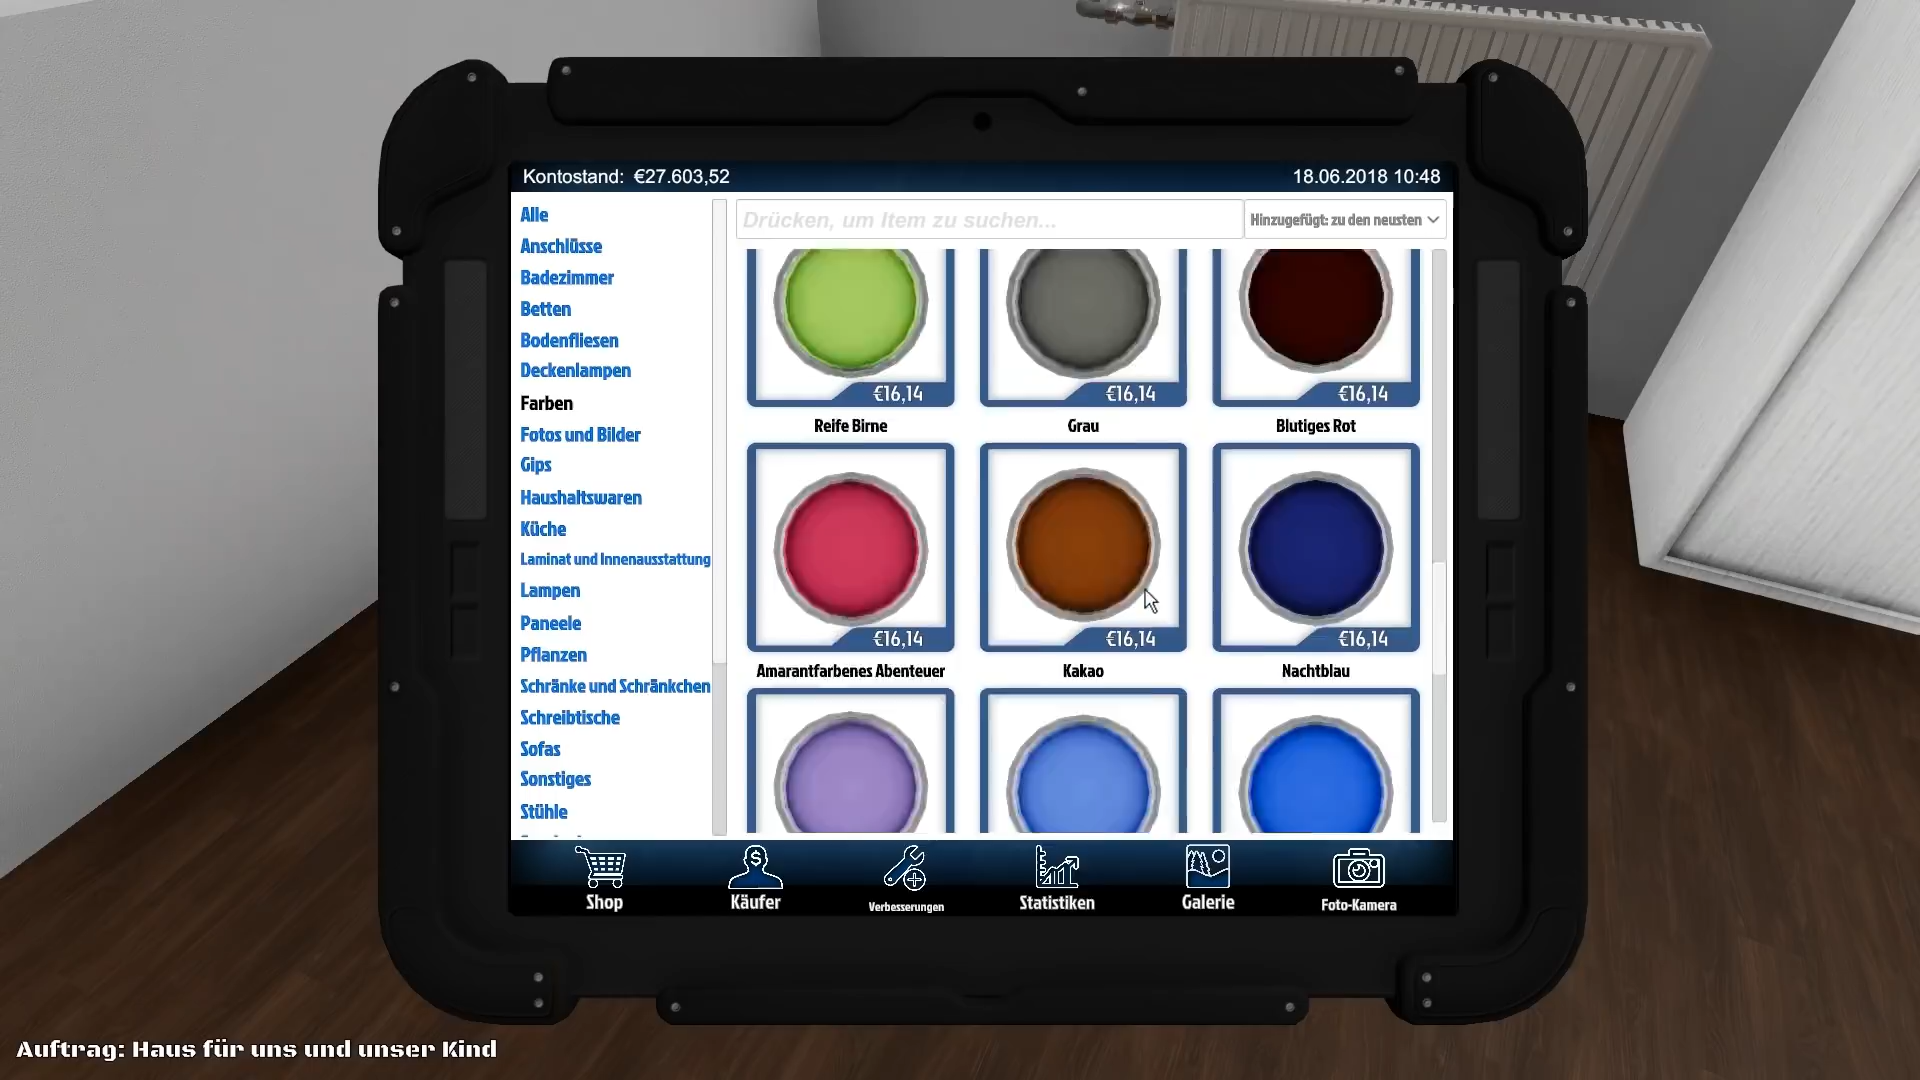 Kontostand: €27.603,52
18.06.2018 10:48
Alle
Anschlüsse
Badezimmer
Betten
Bodenfliesen
Deckenlampen
Farben
Fotos und Bilder
Gips
Haushaltswaren
Küche
Laminat und Innenausstattung
Lampen
Paneele
Pflanzen
Schränke und Schränkchen
Schreibtische
Sofas
Sonstiges
Stühle
Drücken, um Item zu suchen...
Hinzugefügt: zu den neusten
€16,14
€16,14
€16,14
Reife Birne
Grau
Blutiges Rot
€16,14
€16,14
€16,14
Amarantfarbenes Abenteuer
Kakao
Nachtblau
Shop
Käufer
Verbesserungen
Statistiken
Galerie
Foto-Kamera
Auftrag: Haus für uns und unser Kind